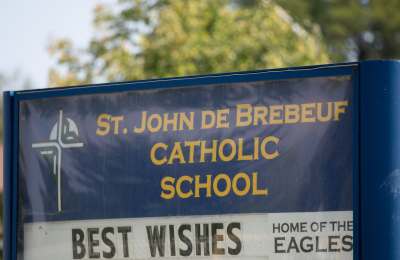 St. John de Brebeuf
Catholic
School
BEST WISHES
HOME OF THE
EAGLES